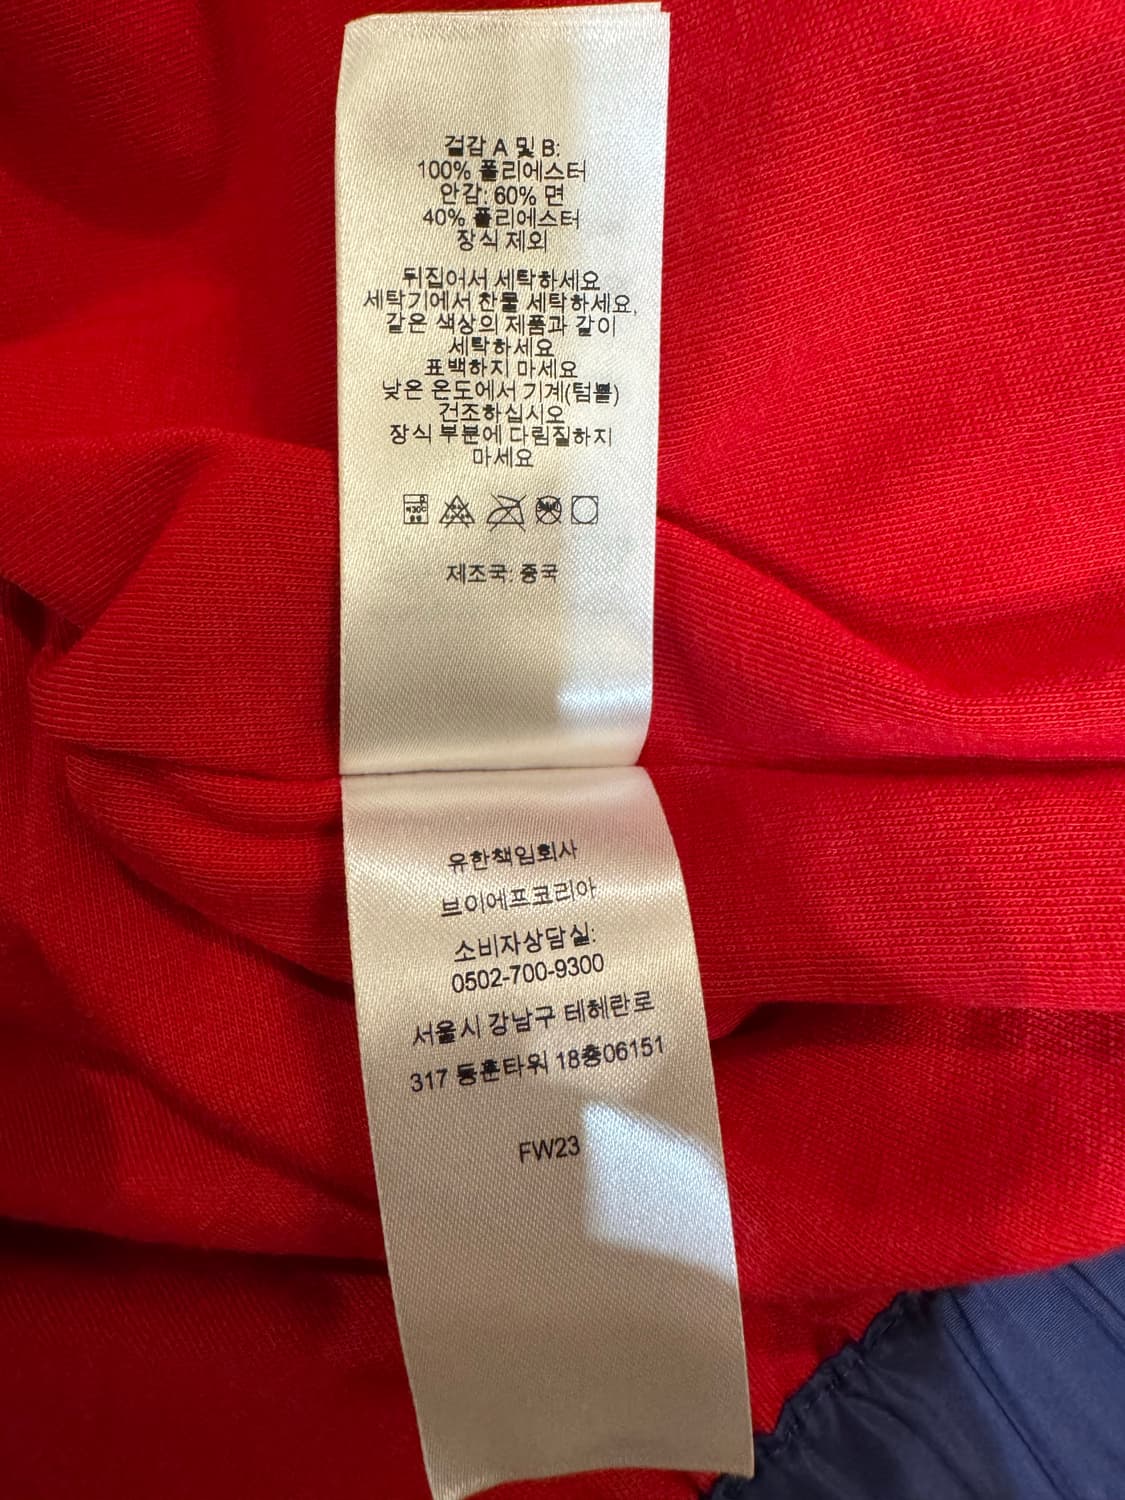 겉감 A 및 B:
100% 폴리에스터
안감: 60% 면
40% 폴리에스터
장식 제외
뒤집어서 세탁하세요
세탁기에서 찬물 세탁하세요,
같은 색상의 제품과 같이
세탁하세요
표백하지 마세요
낮은 온도에서 기계(텀블)
건조하십시오
장식 부분에 다림질하지
마세요
제조국: 중국
유한책임회사
브이에프코리아
소비자상담실:
0502-700-9300
서울시 강남구 테헤란로
317 동훈타워 18층06151
FW23